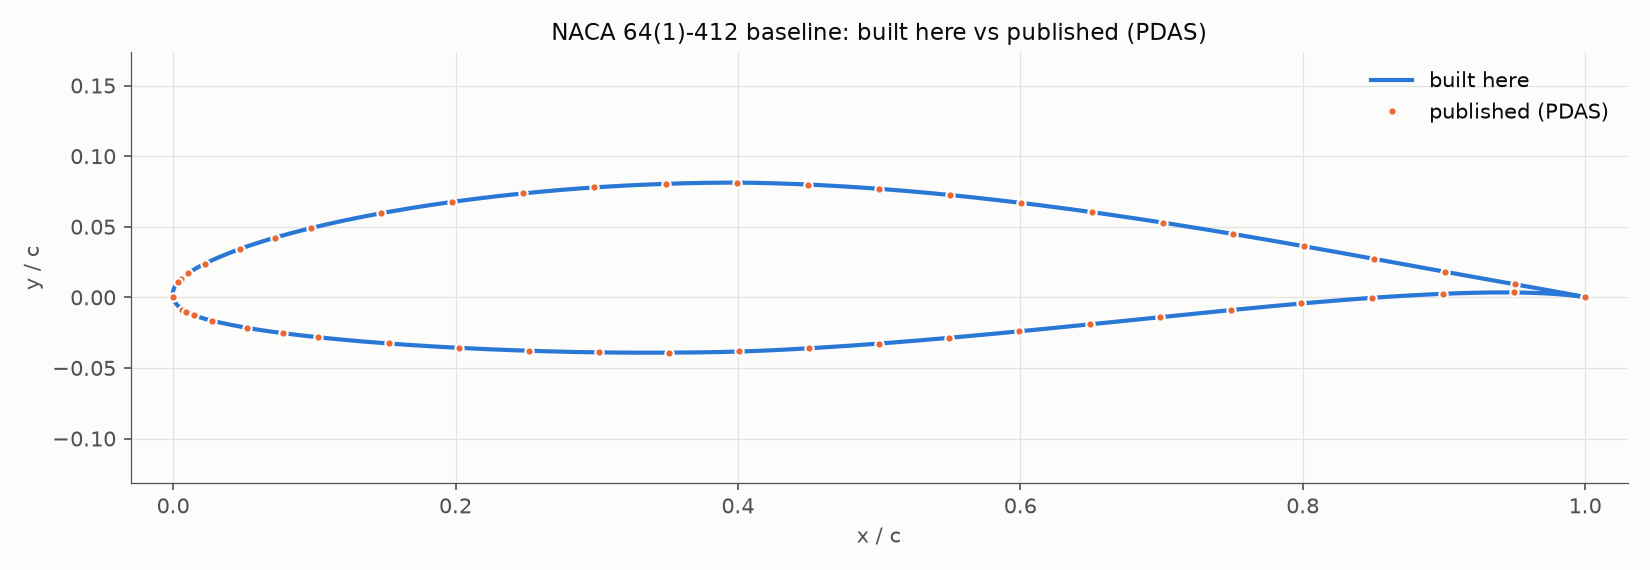 NACA 64(1)-412 baseline: built here vs published (PDAS)
built here
published (PDAS)
y / c
0.15
0.10
0.05
0.00
−0.05
−0.10
0.0 0.2 0.4 0.6 0.8 1.0
x / c